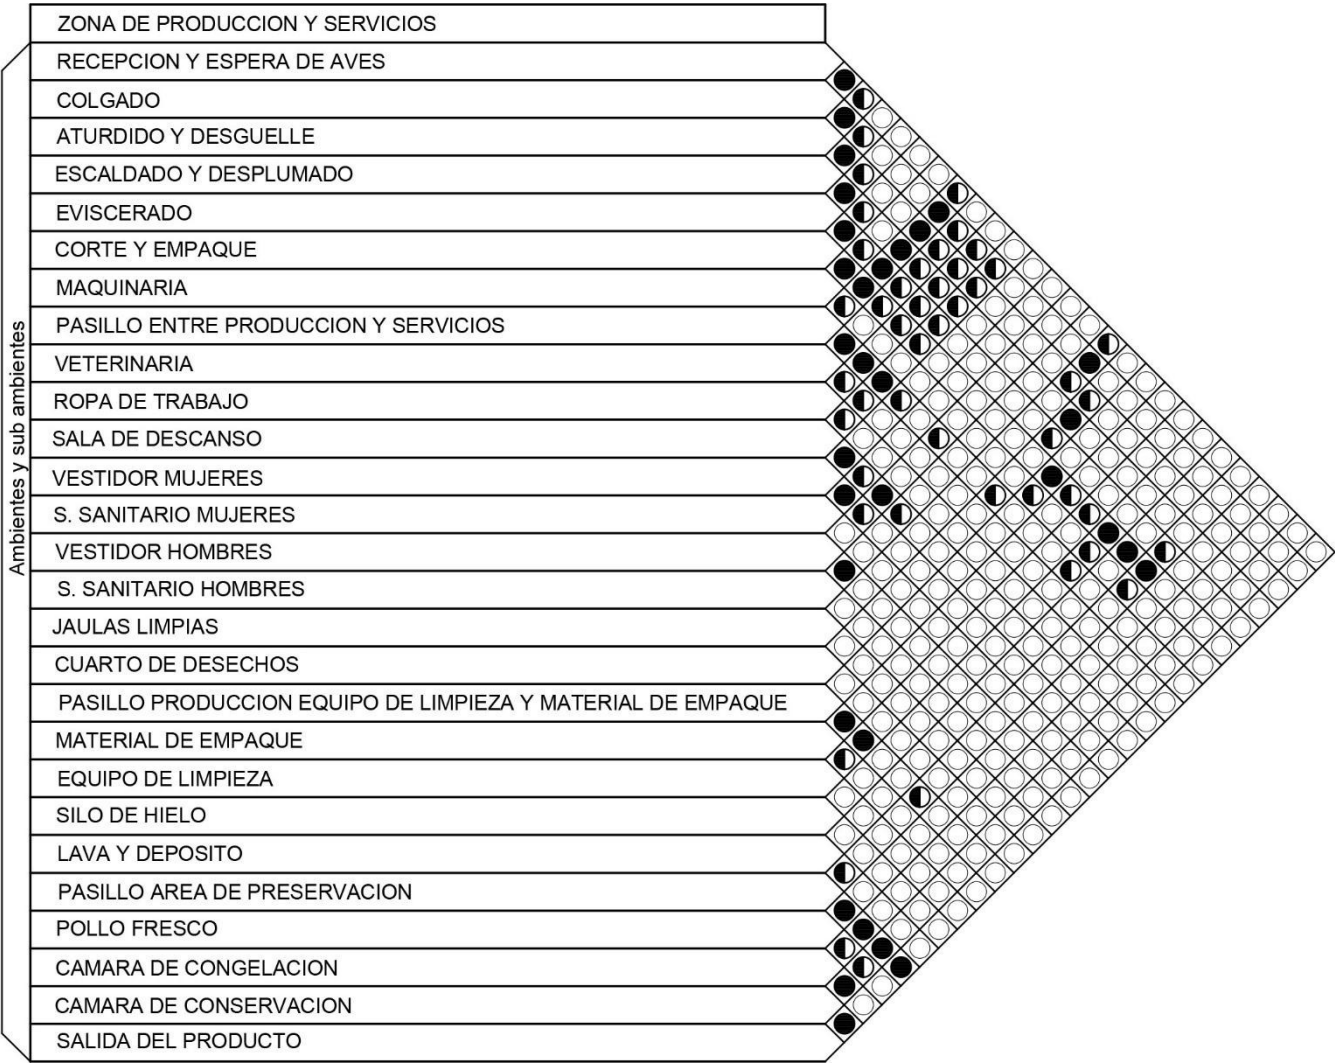 ZONA DE PRODUCCION Y SERVICIOS
RECEPCION Y ESPERA DE AVES
COLGADO
ATURDIDO Y DESGUELLE
ESCALDADO Y DESPLUMADO
EVISCERADO
CORTE Y EMPAQUE
MAQUINARIA
PASILLO ENTRE PRODUCCION Y SERVICIOS
VETERINARIA
ROPA DE TRABAJO
SALA DE DESCANSO
VESTIDOR MUJERES
S. SANITARIO MUJERES
VESTIDOR HOMBRES
S. SANITARIO HOMBRES
JAULAS LIMPIAS
CUARTO DE DESECHOS
PASILLO PRODUCCION EQUIPO DE LIMPIEZA Y MATERIAL DE EMPAQUE
MATERIAL DE EMPAQUE
EQUIPO DE LIMPIEZA
SILO DE HIELO
LAVA Y DEPOSITO
PASILLO AREA DE PRESERVACION
POLLO FRESCO
CAMARA DE CONGELACION
CAMARA DE CONSERVACION
SALIDA DEL PRODUCTO
Ambientes y sub ambientes